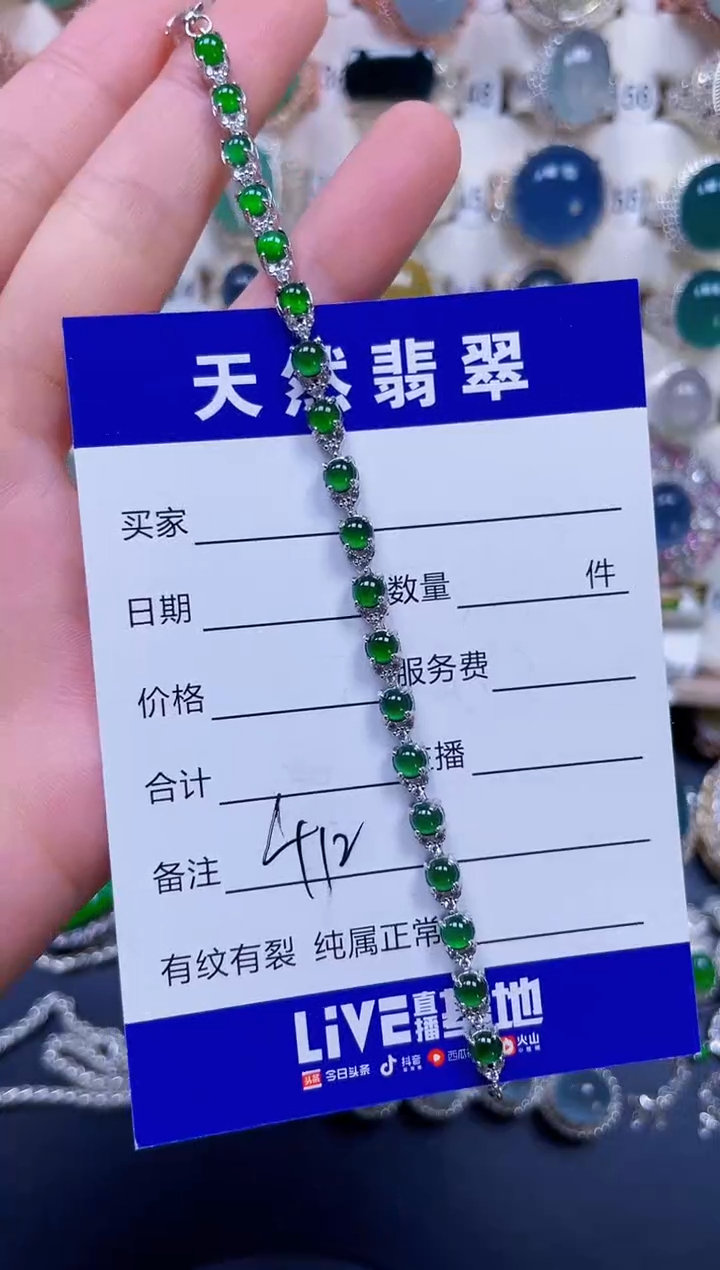 天然翡翠
买家
日期 数量 件
价格 服务费
合计 播
备注 412
有纹有裂 纯属正常
LiVE直播基地
头条 今日头条 抖音 西瓜 火山